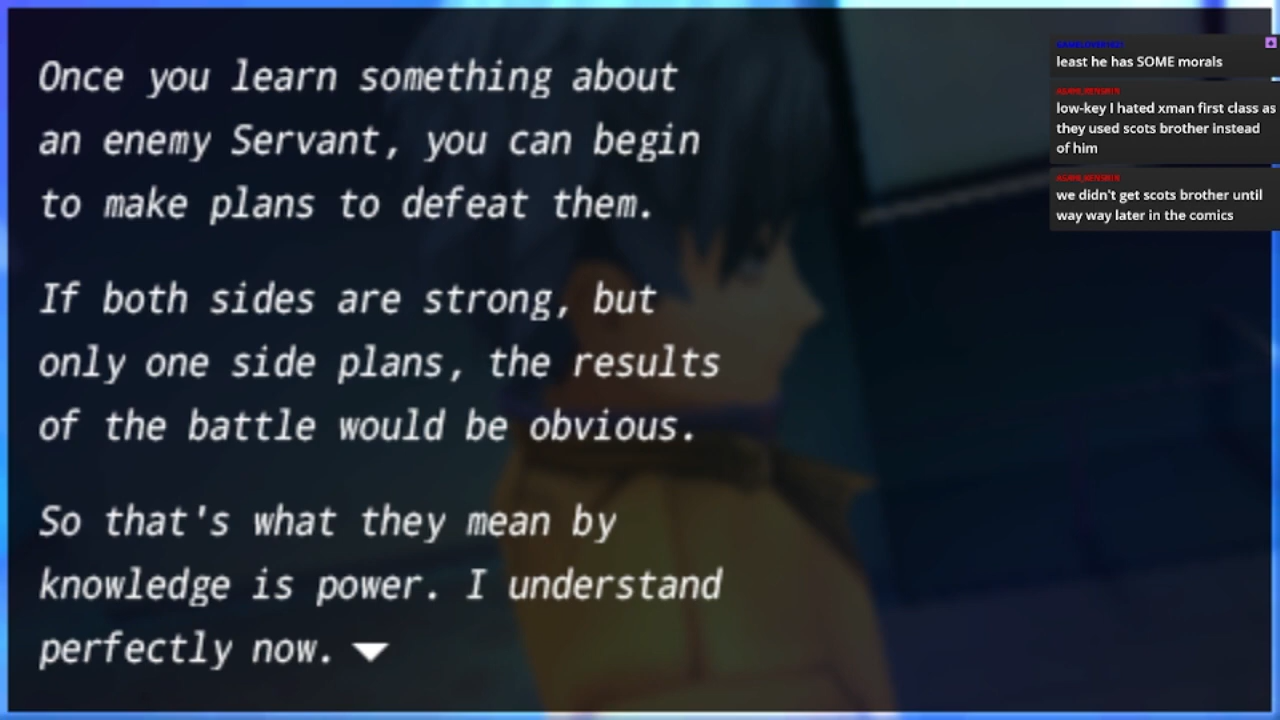 Once you learn something about
an enemy Servant, you can begin
to make plans to defeat them.
If both sides are strong, but
only one side plans, the results
of the battle would be obvious.
So that's what they mean by
knowledge is power. I understand
perfectly now.
least he has SOME morals
low-key I hated xman first class as
they used scots brother instead
of him
we didn't get scots brother until
way way later in the comics